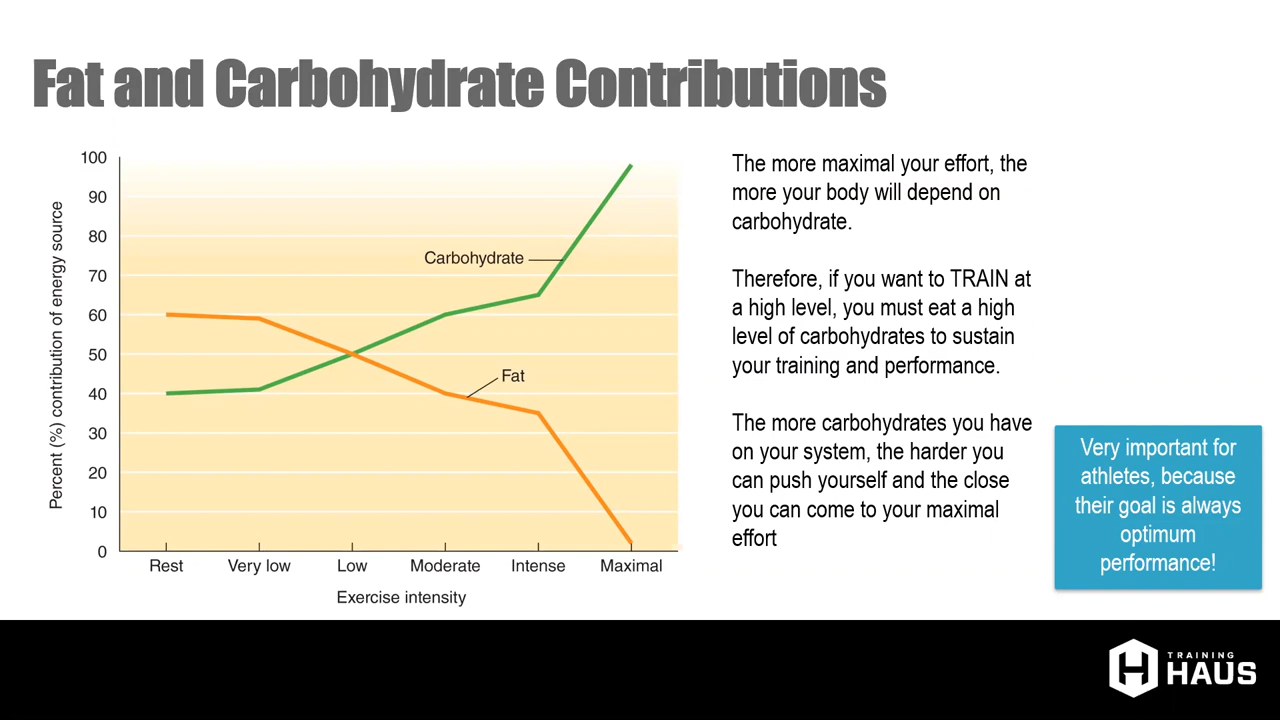 Fat and Carbohydrate Contributions
100
90
80
70
60
50
40
30
20
10
0
Percent (%) contribution of energy source
Carbohydrate
Fat
Rest
Very low
Low
Moderate
Intense
Maximal
Exercise intensity
The more maximal your effort, the
more your body will depend on
carbohydrate.
Therefore, if you want to TRAIN at
a high level, you must eat a high
level of carbohydrates to sustain
your training and performance.
The more carbohydrates you have
on your system, the harder you
can push yourself and the close
you can come to your maximal
effort
Very important for
athletes, because
their goal is always
optimum
performance!
TRAINING
HAUS